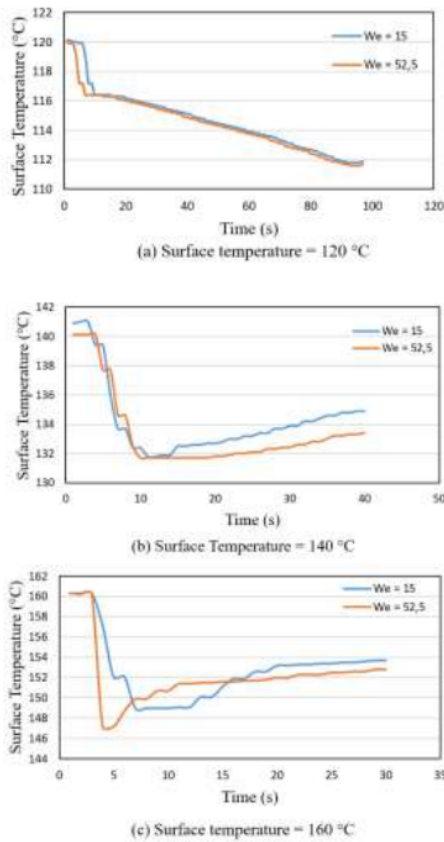 Surface Temperature (°C)
120
118
116
114
112
110
0
20
40
60
80
100
120
We = 15
We = 52,5
Time (s)
(a) Surface temperature = 120 °C
Surface Temperature (°C)
142
140
138
136
134
132
130
0
10
20
30
40
50
We = 15
We = 52,5
Time (s)
(b) Surface Temperature = 140 °C
Surface Temperature (°C)
162
160
158
156
154
152
150
148
146
144
0
5
10
15
20
25
30
35
We = 15
We = 52,5
Time (s)
(c) Surface temperature = 160 °C